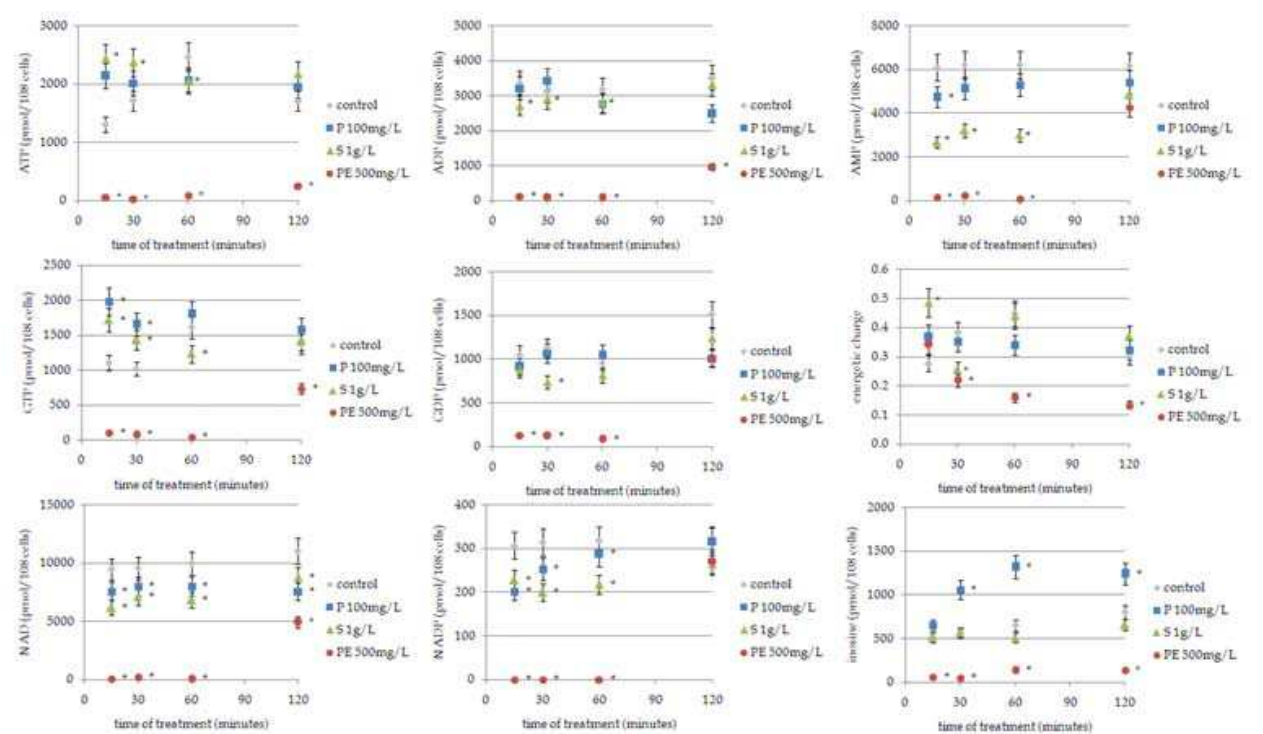 3000
2000
1000
0
0 30 60 90 120
ATP (pmol/108 cells)
time of treatment (minutes)
control
P 100mg/L
S 1g/L
PE 500mg/L
5000
4000
3000
2000
1000
0
0 30 60 90 120
ADP (pmol/108 cells)
time of treatment (minutes)
control
P 100mg/L
S 1g/L
PE 500mg/L
8000
6000
4000
2000
0
0 30 60 90 120
AMP (pmol/108 cells)
time of treatment (minutes)
control
P 100mg/L
S 1g/L
PE 500mg/L
2500
2000
1500
1000
500
0
0 30 60 90 120
GTP (pmol/108 cells)
time of treatment (minutes)
control
P 100mg/L
S 1g/L
PE 500mg/L
2000
1500
1000
500
0
0 30 60 90 120
GDP (pmol/108 cells)
time of treatment (minutes)
control
P 100mg/L
S 1g/L
PE 500mg/L
0.6
0.5
0.4
0.3
0.2
0.1
0.0
0 30 60 90 120
energetic charge
time of treatment (minutes)
control
P 100mg/L
S 1g/L
PE 500mg/L
15000
10000
5000
0
0 30 60 90 120
NAD (pmol/108 cells)
time of treatment (minutes)
control
P 100mg/L
S 1g/L
PE 500mg/L
400
300
200
100
0
0 30 60 90 120
NADP (pmol/108 cells)
time of treatment (minutes)
control
P 100mg/L
S 1g/L
PE 500mg/L
2000
1500
1000
500
0
0 30 60 90 120
inosine (pmol/108 cells)
time of treatment (minutes)
control
P 100mg/L
S 1g/L
PE 500mg/L